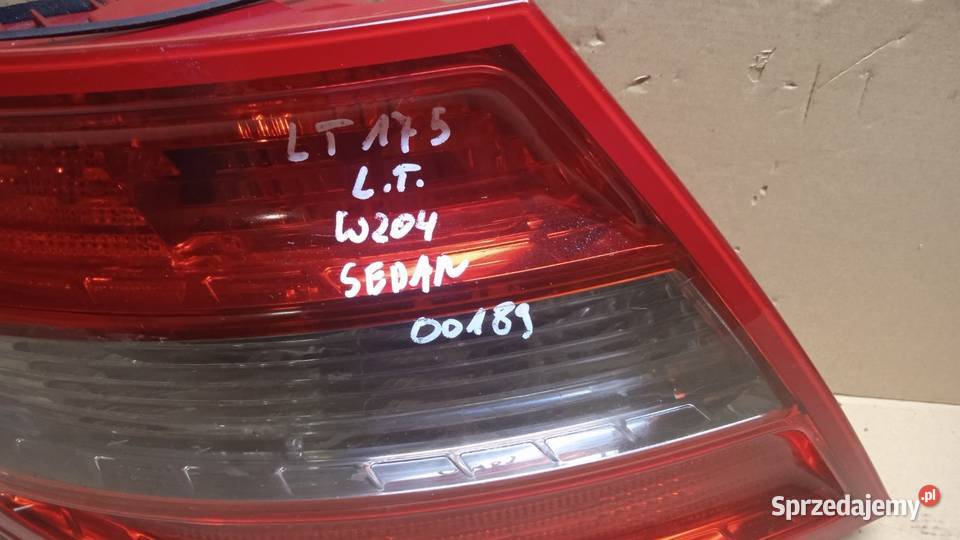 LT 175
L.T.
W204
SEDAN
00189
Sprzedajemy.pl